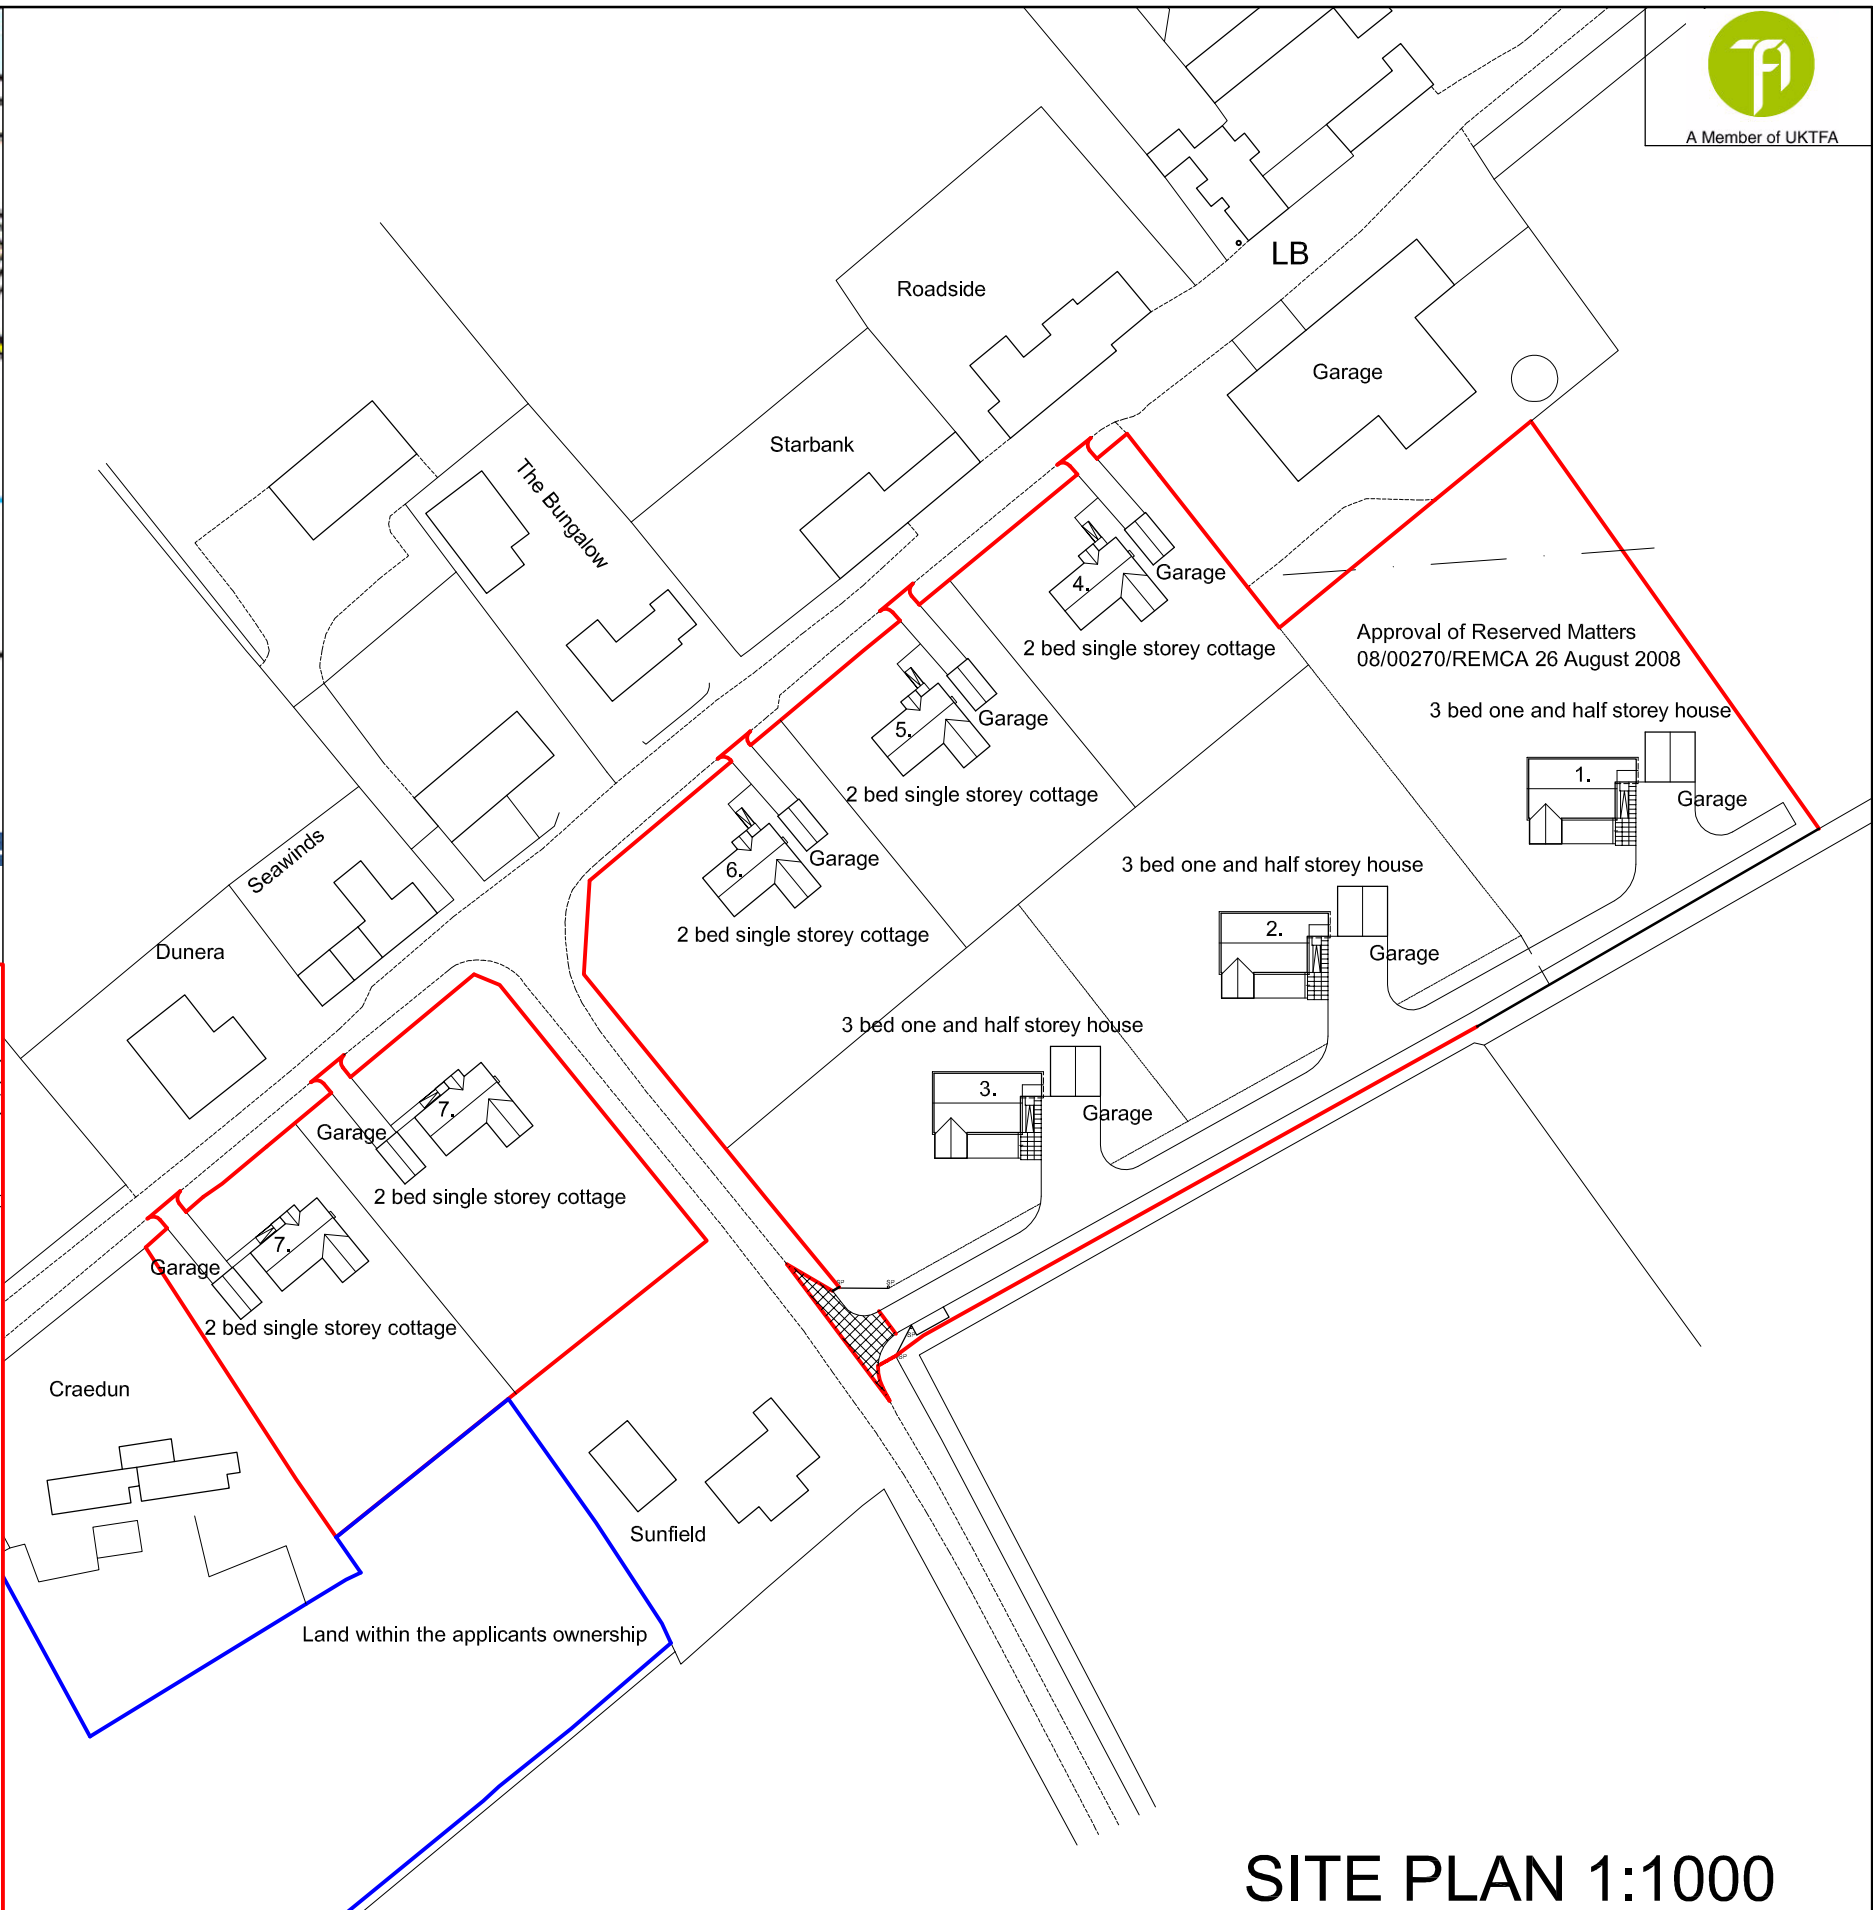 A Member of UKTFA
LB
Roadside
Garage
Starbank
The Bungalow
4.
Garage
2 bed single storey cottage
Approval of Reserved Matters
08/00270/REMCA 26 August 2008
3 bed one and half storey house
1.
Garage
5.
Garage
2 bed single storey cottage
6.
Garage
2 bed single storey cottage
3 bed one and half storey house
2.
Garage
Seawinds
Dunera
3 bed one and half storey house
3.
Garage
7.
Garage
2 bed single storey cottage
7.
Garage
2 bed single storey cottage
SP
SP
SP
SP
Craedun
Sunfield
Land within the applicants ownership
SITE PLAN 1:1000